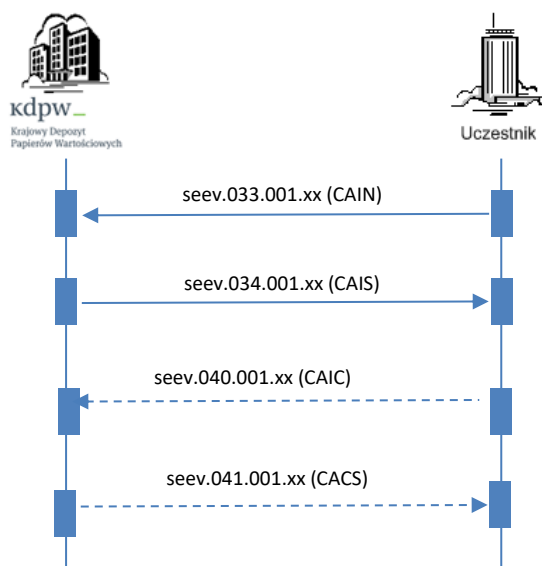 кdpw_
Krajowy Depozyt
Papierów Wartościowych
Uczestnik
seev.033.001.xx (CAIN)
seev.034.001.xx (CAIS)
seev.040.001.xx (CAIC)
seev.041.001.xx (CACS)